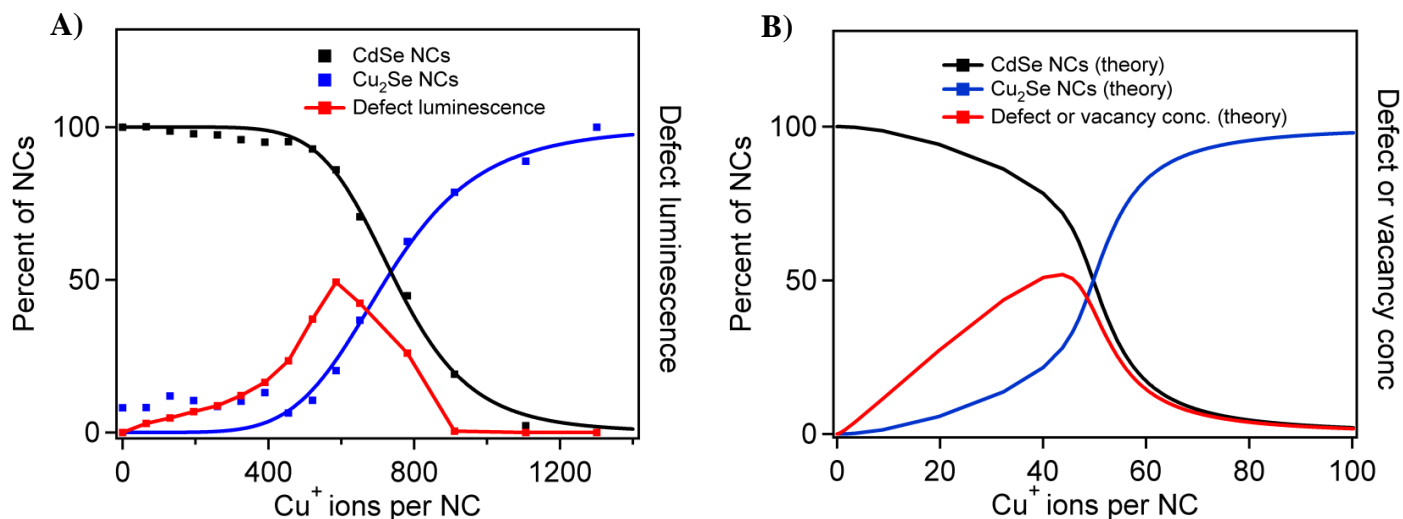 A)
CdSe NCs
Cu₂Se NCs
Defect luminescence
100
50
0
Percent of NCs
Defect luminescence
0
400
800
1200
Cu⁺ ions per NC
B)
CdSe NCs (theory)
Cu₂Se NCs (theory)
Defect or vacancy conc. (theory)
100
50
0
Percent of NCs
Defect or vacancy conc
0
20
40
60
80
100
Cu⁺ ions per NC